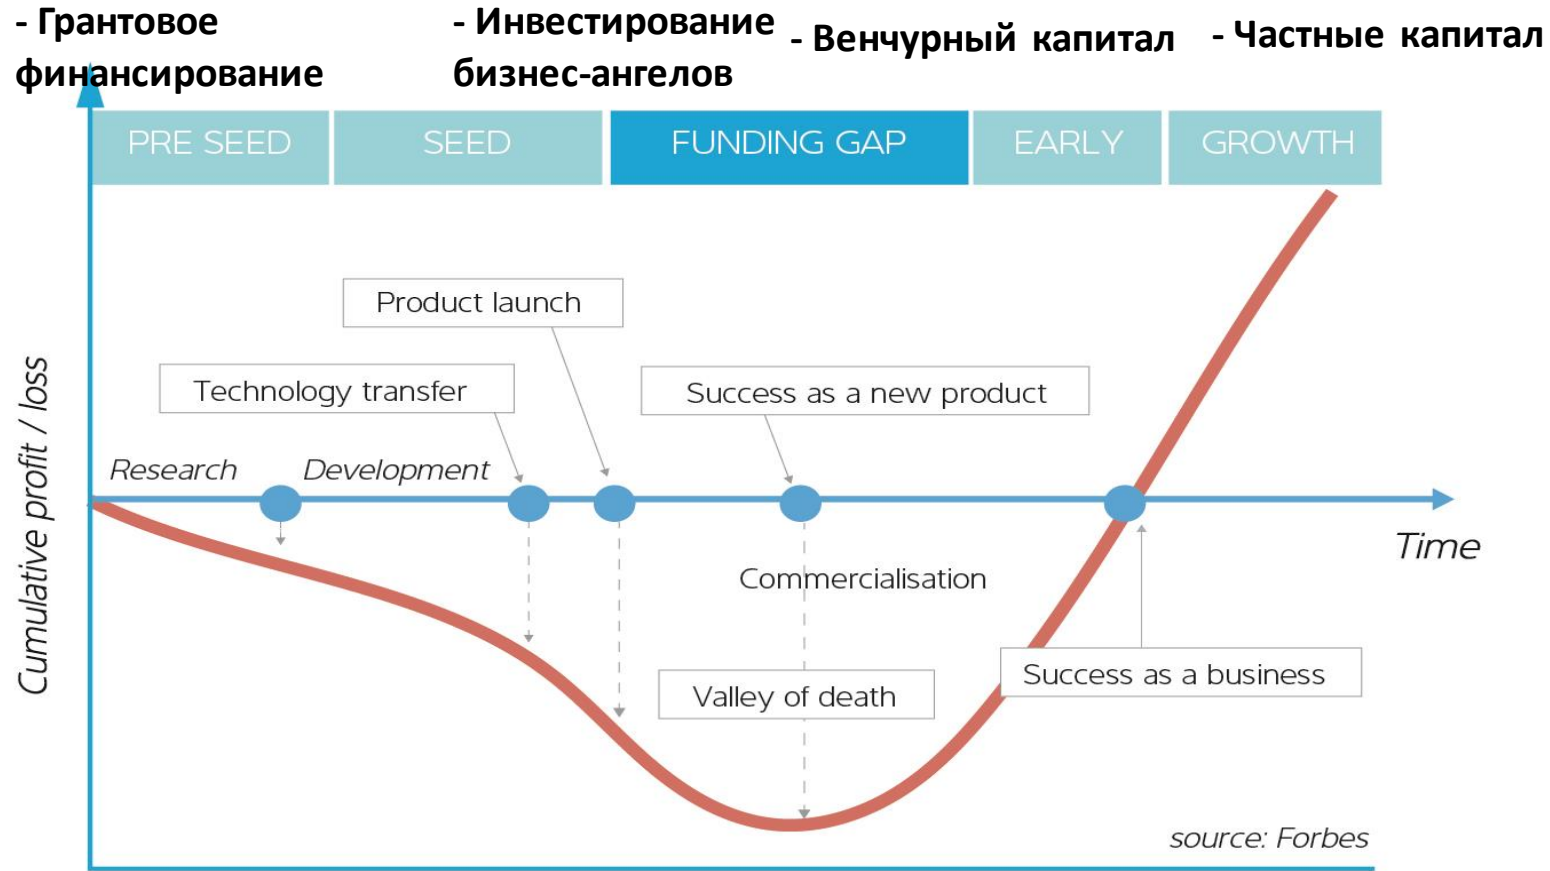 - Грантовое
финансирование
- Инвестирование
бизнес-ангелов
- Венчурный капитал
- Частные капитал
PRE SEED
SEED
FUNDING GAP
EARLY
GROWTH
Product launch
Technology transfer
Success as a new product
Research
Development
Cumulative profit / loss
Time
Commercialisation
Success as a business
Valley of death
source: Forbes